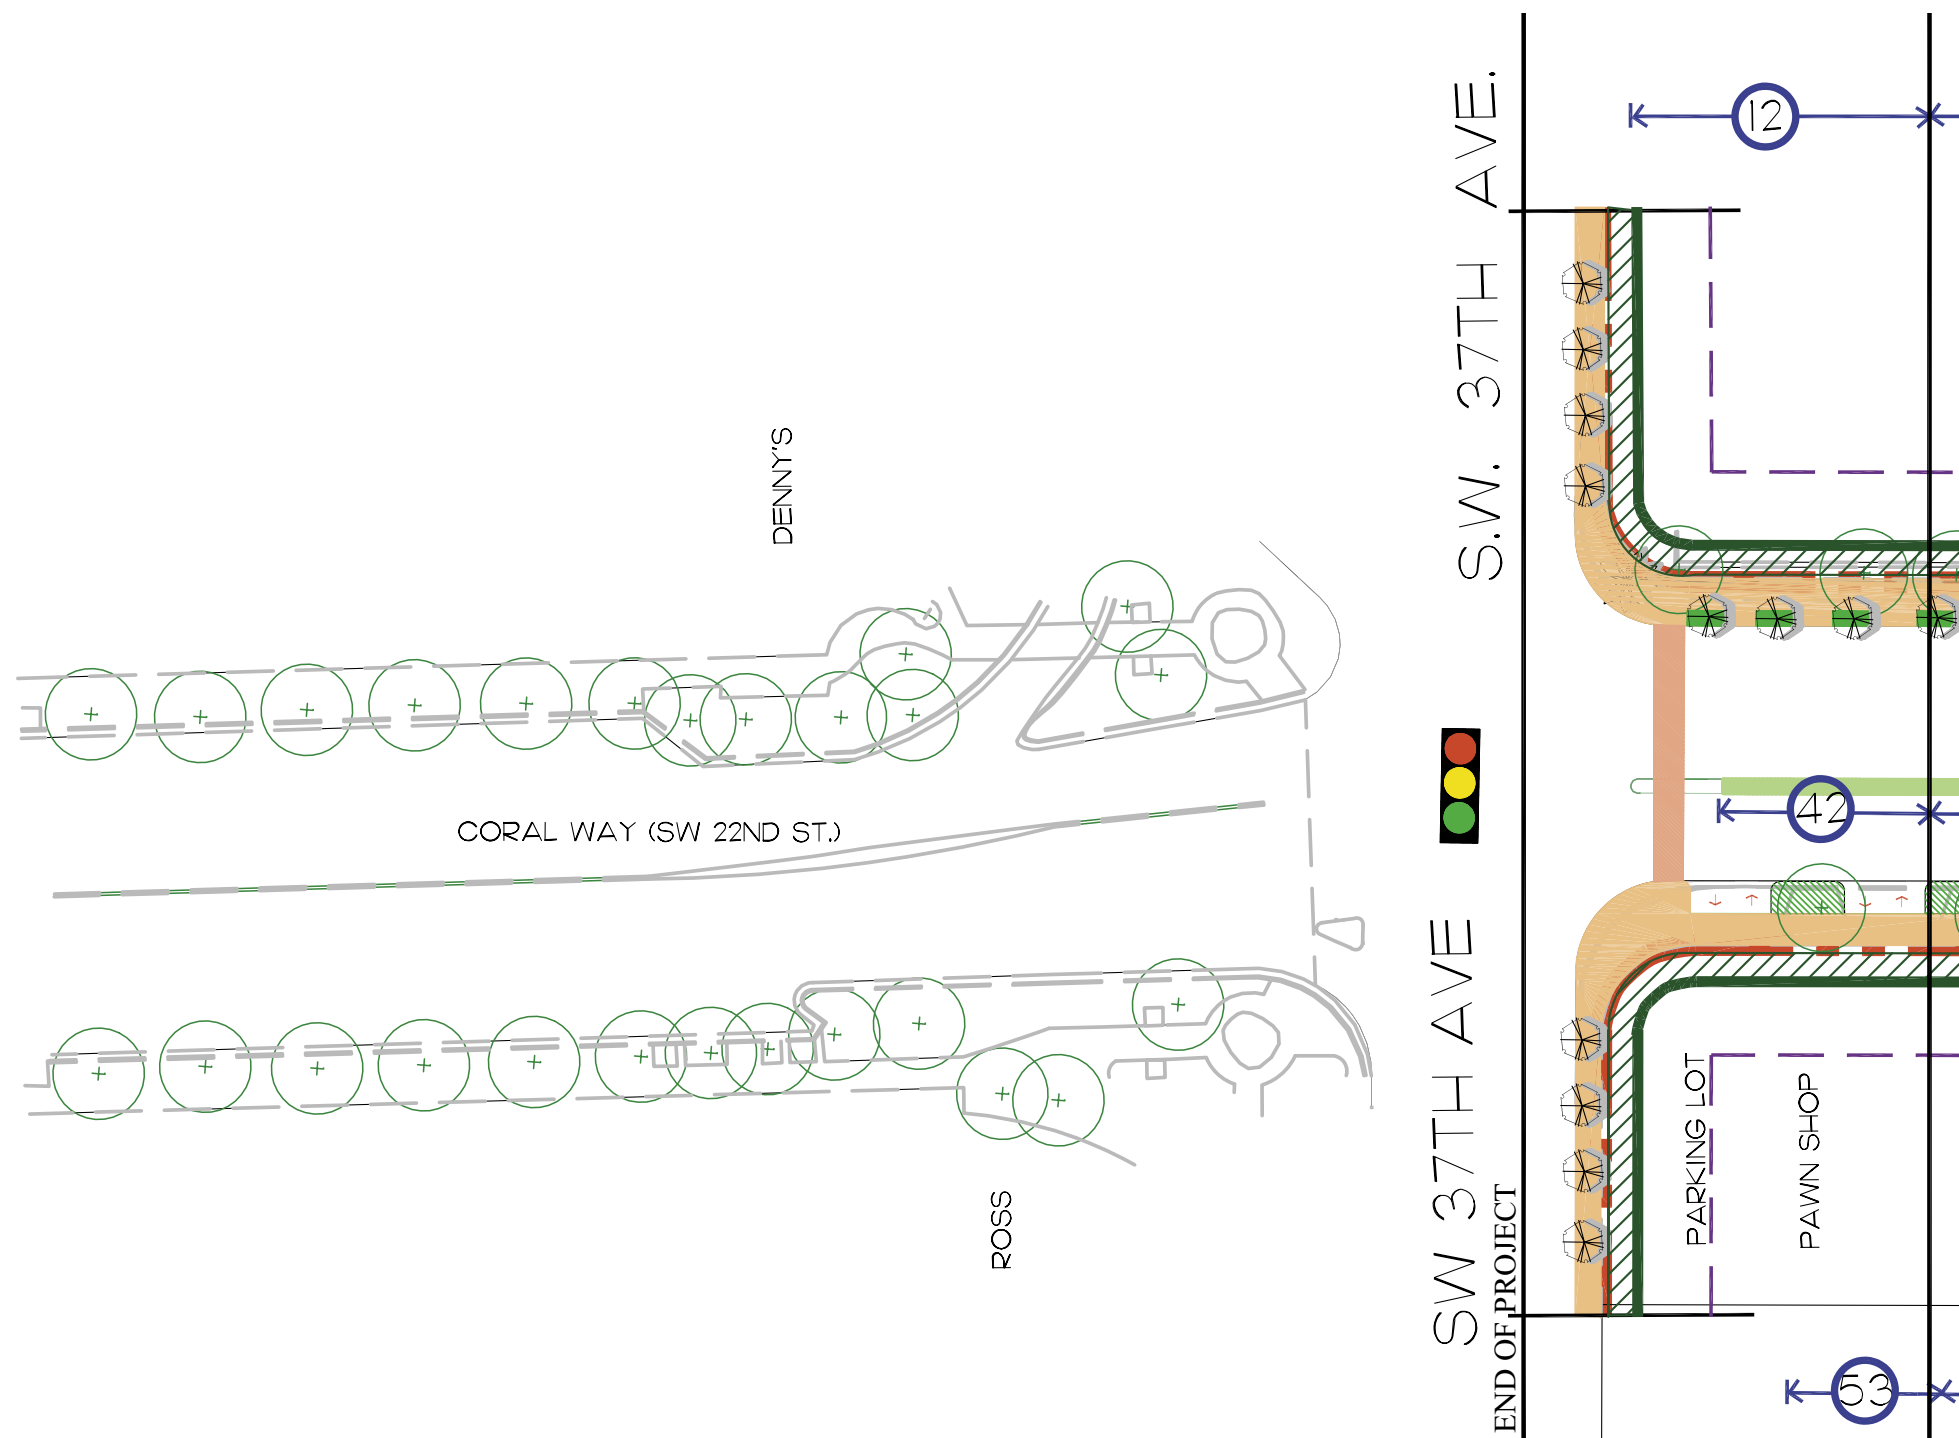 S.W. 37TH AVE.
12
DENNY'S
CORAL WAY (SW 22ND ST.)
42
SW 37TH AVE
END OF PROJECT
PARKING LOT
PAWN SHOP
ROSS
53